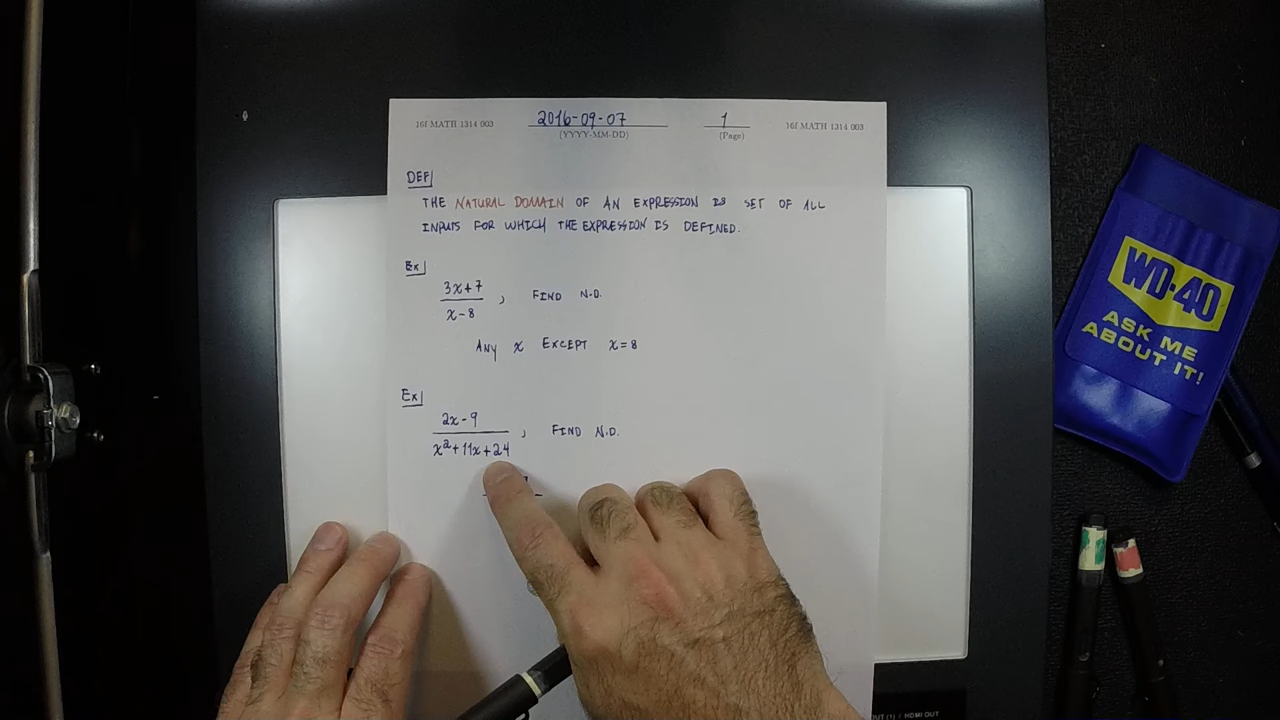 16f MATH 1314 003 2016-09-07 1 16f MATH 1314 003
(YYYY-MM-DD) (Page)
DEF
THE NATURAL DOMAIN OF AN EXPRESSION IS SET OF ALL
INPUTS FOR WHICH THE EXPRESSION IS DEFINED.
Ex
3x+7
x-8
, FIND N.D.
ANY x EXCEPT x=8
Ex
2x-9
x²+11x+24
, FIND N.D.
WD-40
ASK ME
ABOUT IT!
HDMI OUT